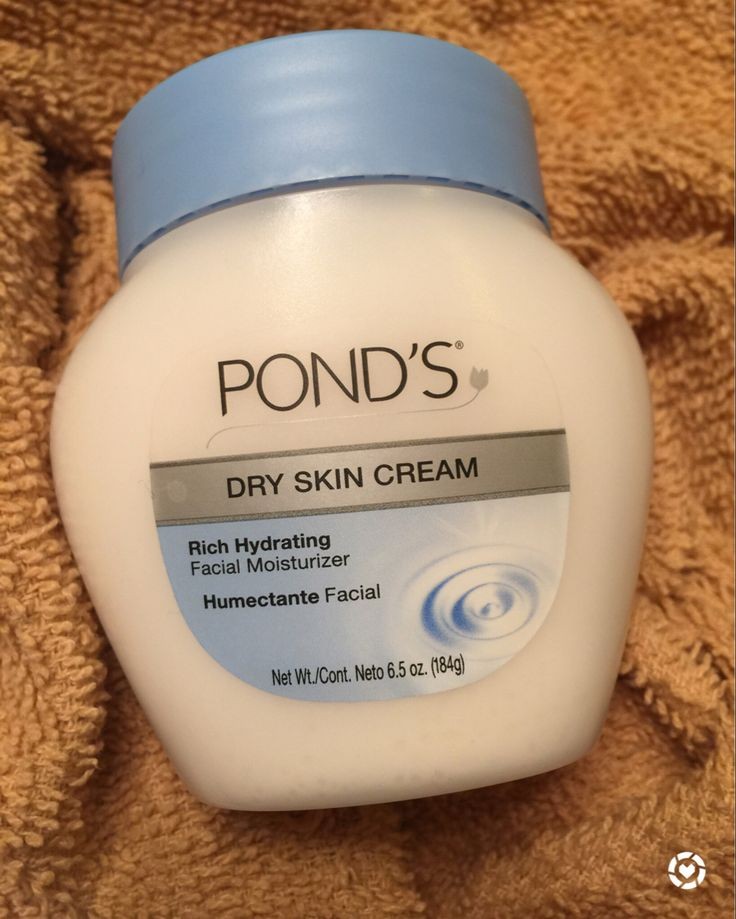 POND'S®
DRY SKIN CREAM
Rich Hydrating
Facial Moisturizer
Humectante Facial
Net Wt./Cont. Neto 6.5 oz. (184g)